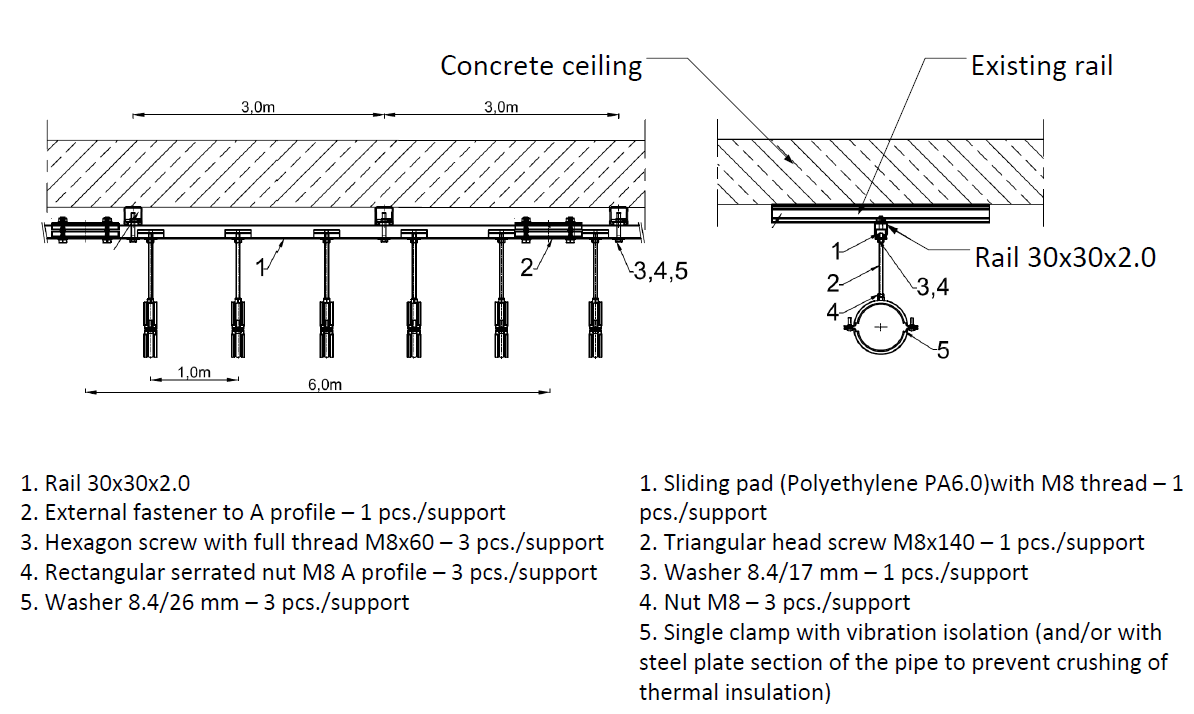 Concrete ceiling
Existing rail
3,0m
3,0m
1
2
3,4,5
1,0m
6,0m
1
2
4
3,4
5
Rail 30x30x2.0
1. Rail 30x30x2.0
2. External fastener to A profile – 1 pcs./support
3. Hexagon screw with full thread M8x60 – 3 pcs./support
4. Rectangular serrated nut M8 A profile – 3 pcs./support
5. Washer 8.4/26 mm – 3 pcs./support
1. Sliding pad (Polyethylene PA6.0)with M8 thread – 1
pcs./support
2. Triangular head screw M8x140 – 1 pcs./support
3. Washer 8.4/17 mm – 1 pcs./support
4. Nut M8 – 3 pcs./support
5. Single clamp with vibration isolation (and/or with
steel plate section of the pipe to prevent crushing of
thermal insulation)